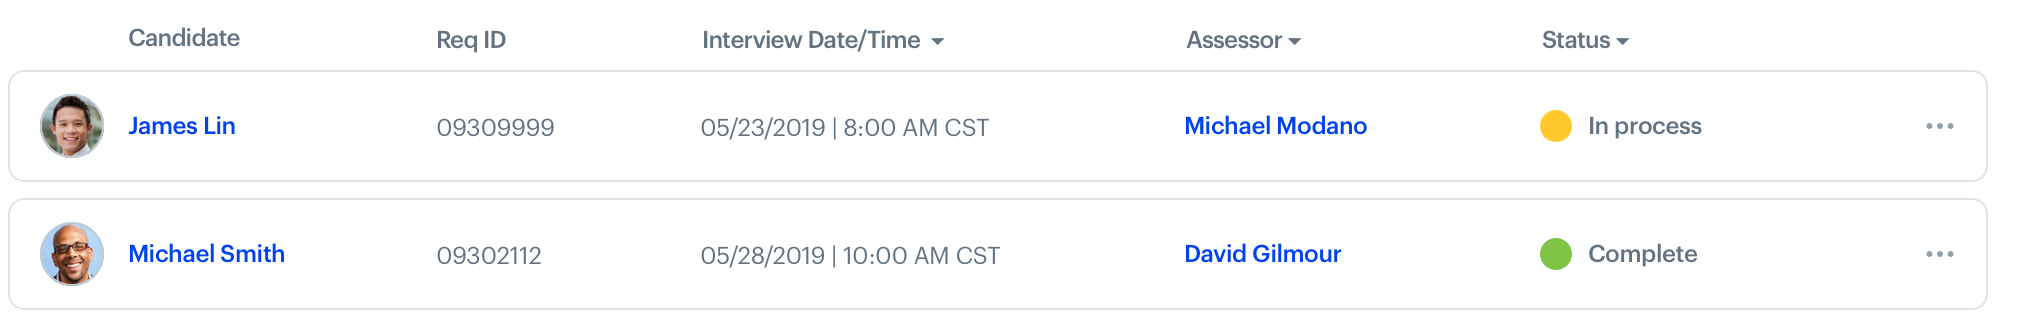 Candidate Req ID Interview Date/Time Assessor Status
James Lin 09309999 05/23/2019 | 8:00 AM CST Michael Modano In process
Michael Smith 09302112 05/28/2019 | 10:00 AM CST David Gilmour Complete